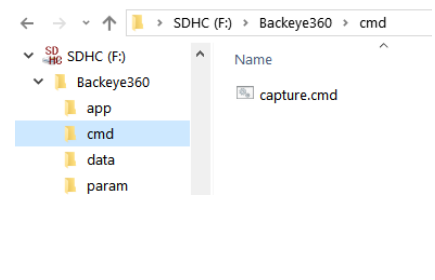 SDHC (F:) > Backeye360 > cmd
SD
HC
SDHC (F:)
Backeye360
app
cmd
data
param
Name
capture.cmd